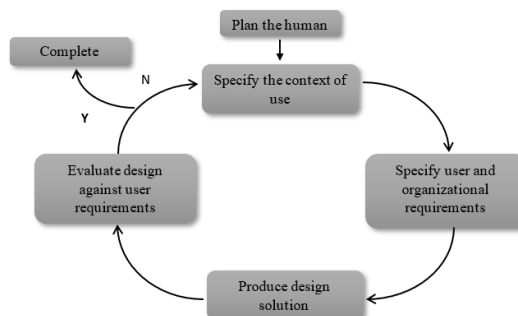 Plan the human
Complete
N
Specify the context of
use
Y
Evaluate design
against user
requirements
Specify user and
organizational
requirements
Produce design
solution